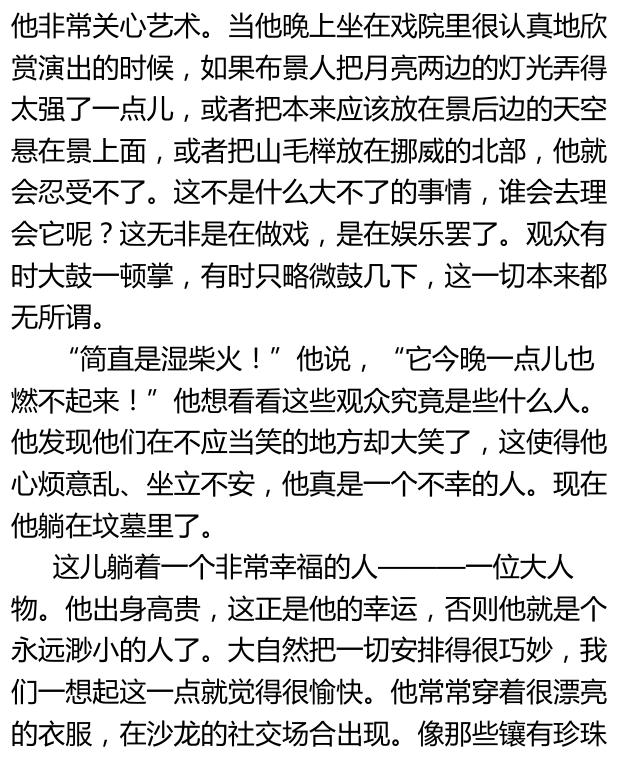 他非常关心艺术。当他晚上坐在戏院里很认真地欣
赏演出的时候，如果布景人把月亮两边的灯光弄得
太强了一点儿，或者把本来应该放在景后边的天空
悬在景上面，或者把山毛榉放在挪威的北部，他就
会忍受不了。这不是什么大不了的事情，谁会去理
会它呢？这无非是在做戏，是在娱乐罢了。观众有
时大鼓一顿掌，有时只略微鼓几下，这一切本来都
无所谓。
“简直是湿柴火！”他说，“它今晚一点儿也
燃不起来！”他想看看这些观众究竟是些什么人。
他发现他们在不应当笑的地方却大笑了，这使得他
心烦意乱、坐立不安，他真是一个不幸的人。现在
他躺在坟墓里了。
这儿躺着一个非常幸福的人———一位大人
物。他出身高贵，这正是他的幸运，否则他就是个
永远渺小的人了。大自然把一切安排得很巧妙，我
们一想起这一点就觉得很愉快。他常常穿着很漂亮
的衣服，在沙龙的社交场合出现。像那些镶有珍珠